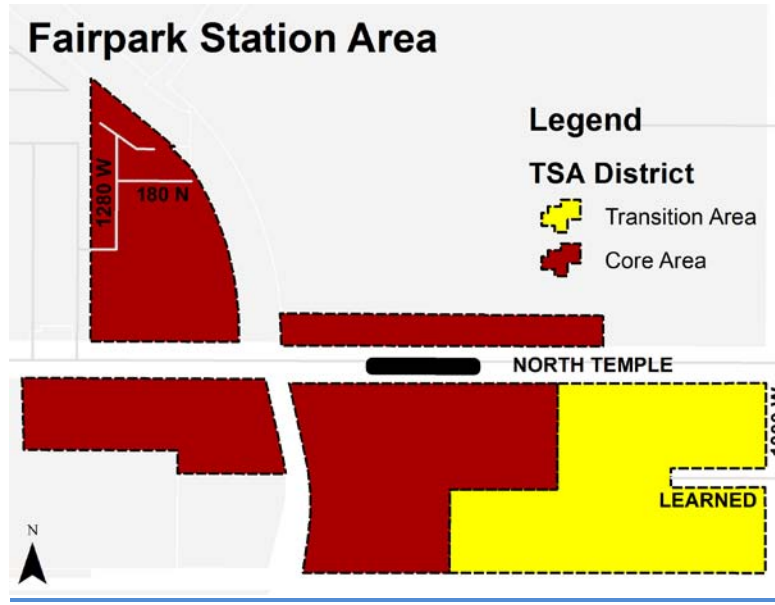 Fairpark Station Area
Legend
TSA District
Transition Area
Core Area
1280 W
180 N
NORTH TEMPLE
LEARNED
N